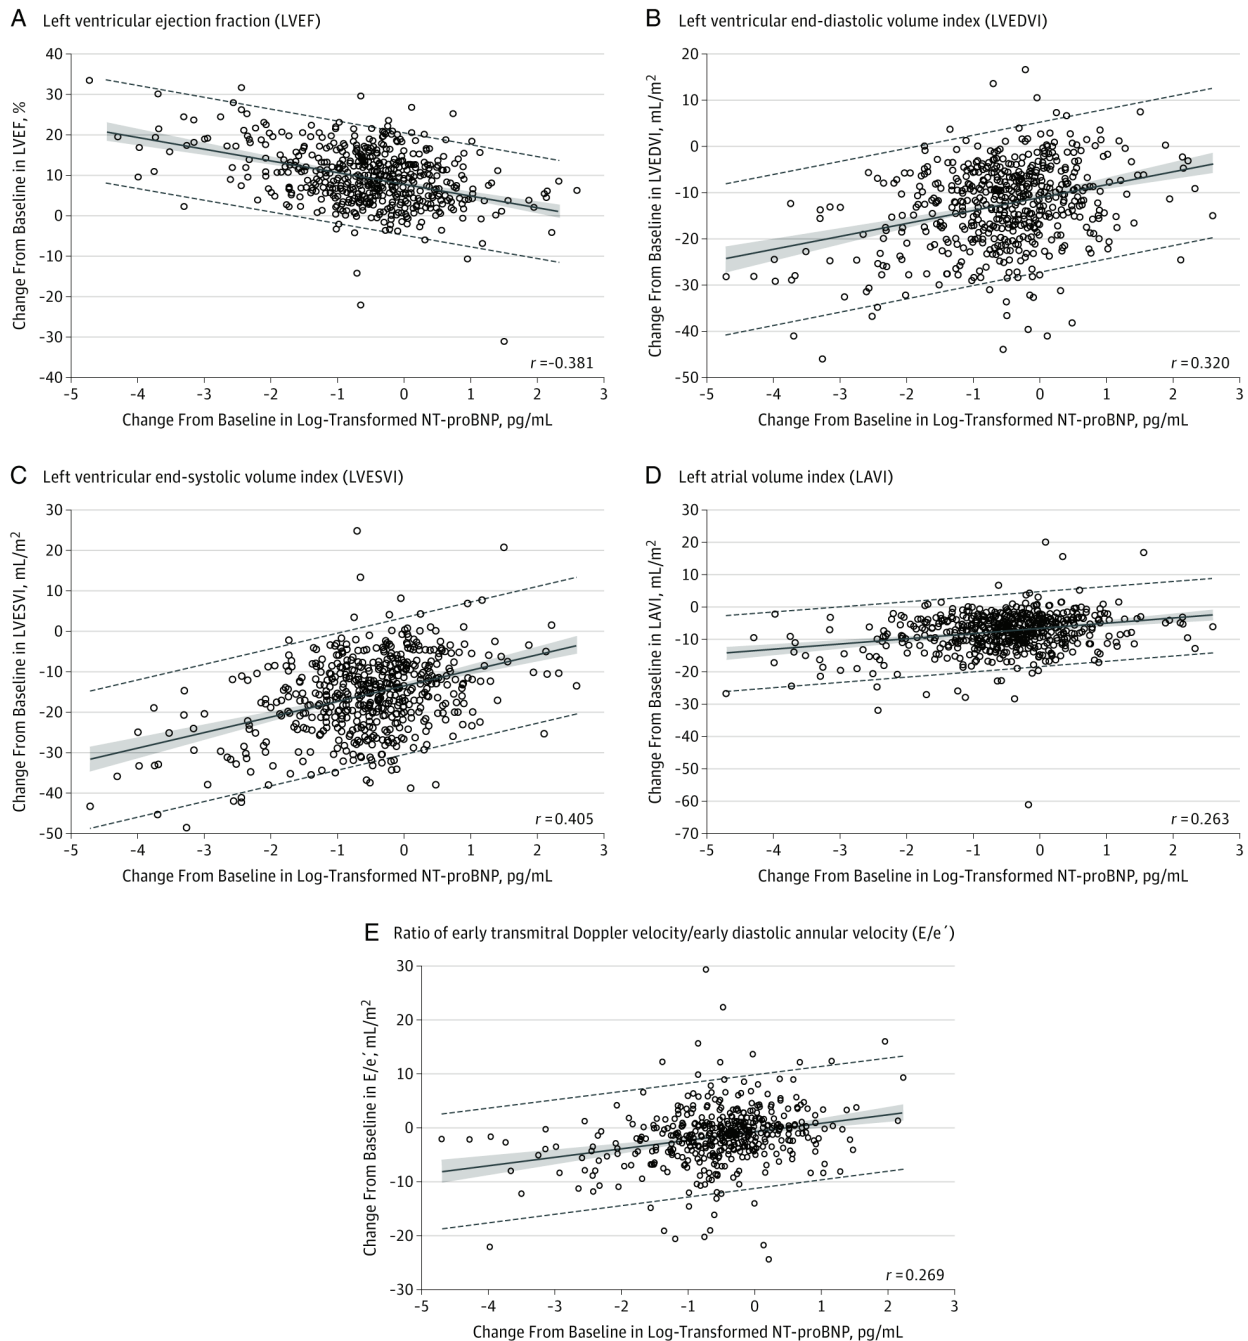 A Left ventricular ejection fraction (LVEF)
Change From Baseline in LVEF, %
40
30
20
10
0
-10
-20
-30
-40
r=-0.381
-5 -4 -3 -2 -1 0 1 2 3
Change From Baseline in Log-Transformed NT-proBNP, pg/mL
B Left ventricular end-diastolic volume index (LVEDVI)
Change From Baseline in LVEDVI, mL/m2
20
10
0
-10
-20
-30
-40
-50
r=0.320
-5 -4 -3 -2 -1 0 1 2 3
Change From Baseline in Log-Transformed NT-proBNP, pg/mL
C Left ventricular end-systolic volume index (LVESVI)
Change From Baseline in LVESVI, mL/m2
30
20
10
0
-10
-20
-30
-40
-50
r=0.405
-5 -4 -3 -2 -1 0 1 2 3
Change From Baseline in Log-Transformed NT-proBNP, pg/mL
D Left atrial volume index (LAVI)
Change From Baseline in LAVI, mL/m2
30
20
10
0
-10
-20
-30
-40
-50
-60
-70
r=0.263
-5 -4 -3 -2 -1 0 1 2 3
Change From Baseline in Log-Transformed NT-proBNP, pg/mL
E Ratio of early transmitral Doppler velocity/early diastolic annular velocity (E/e´)
Change From Baseline in E/e´, mL/m2
30
20
10
0
-10
-20
-30
r=0.269
-5 -4 -3 -2 -1 0 1 2 3
Change From Baseline in Log-Transformed NT-proBNP, pg/mL